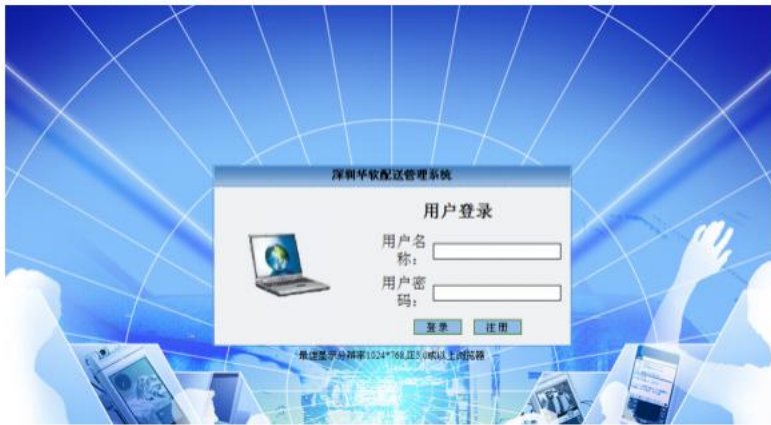 深圳华软配送管理系统
用户登录
用户名
称：
用户密
码：
登录 注册
最佳显示分辨率1024*768,IE5.0或以上浏览器